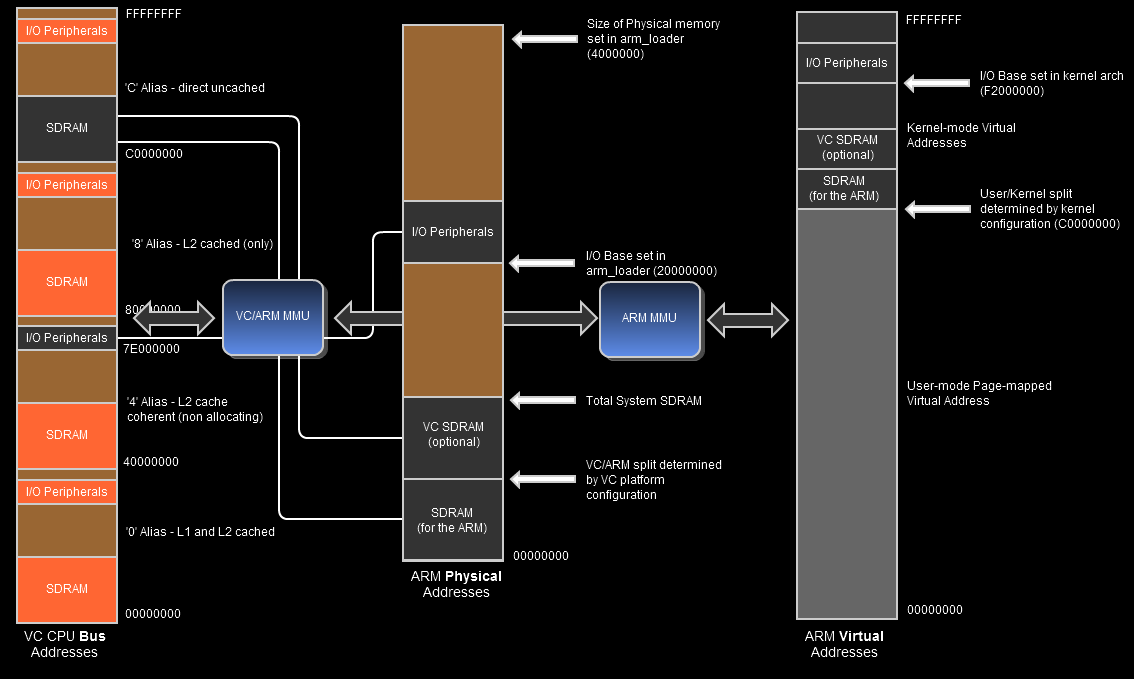 FFFFFFFF
I/O Peripherals
'C' Alias - direct uncached
SDRAM
C0000000
I/O Peripherals
'8' Alias - L2 cached (only)
SDRAM
80000000
I/O Peripherals
7E000000
'4' Alias - L2 cache
coherent (non allocating)
SDRAM
40000000
I/O Peripherals
'0' Alias - L1 and L2 cached
SDRAM
00000000
VC CPU Bus
Addresses
VC/ARM MMU
Size of Physical memory
set in arm_loader
(4000000)
I/O Peripherals
I/O Base set in
arm_loader (20000000)
Total System SDRAM
VC SDRAM
(optional)
VC/ARM split determined
by VC platform
configuration
SDRAM
(for the ARM)
00000000
ARM Physical
Addresses
ARM MMU
FFFFFFFF
I/O Peripherals
I/O Base set in kernel arch
(F2000000)
Kernel-mode Virtual
Addresses
VC SDRAM
(optional)
SDRAM
(for the ARM)
User/Kernel split
determined by kernel
configuration (C0000000)
User-mode Page-mapped
Virtual Address
00000000
ARM Virtual
Addresses